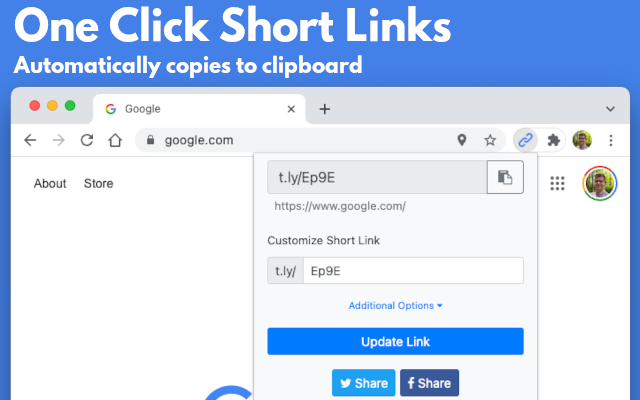 One Click Short Links
Automatically copies to clipboard
Google
google.com
About Store
t.ly/Ep9E
https://www.google.com/
Customize Short Link
t.ly/ Ep9E
Additional Options
Update Link
Share Share